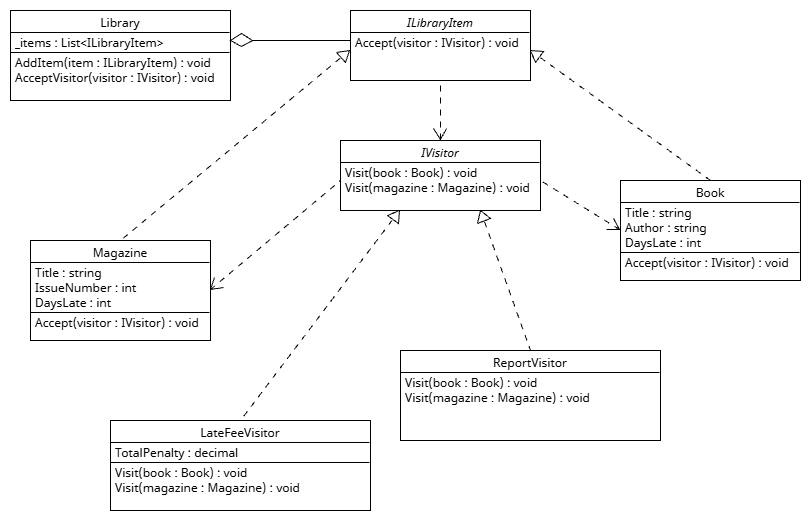 Library
_items : List<ILibraryItem>
AddItem(item : ILibraryItem) : void
AcceptVisitor(visitor : IVisitor) : void
ILibraryItem
Accept(visitor : IVisitor) : void
IVisitor
Visit(book : Book) : void
Visit(magazine : Magazine) : void
Book
Title : string
Author : string
DaysLate : int
Accept(visitor : IVisitor) : void
Magazine
Title : string
IssueNumber : int
DaysLate : int
Accept(visitor : IVisitor) : void
ReportVisitor
Visit(book : Book) : void
Visit(magazine : Magazine) : void
LateFeeVisitor
TotalPenalty : decimal
Visit(book : Book) : void
Visit(magazine : Magazine) : void